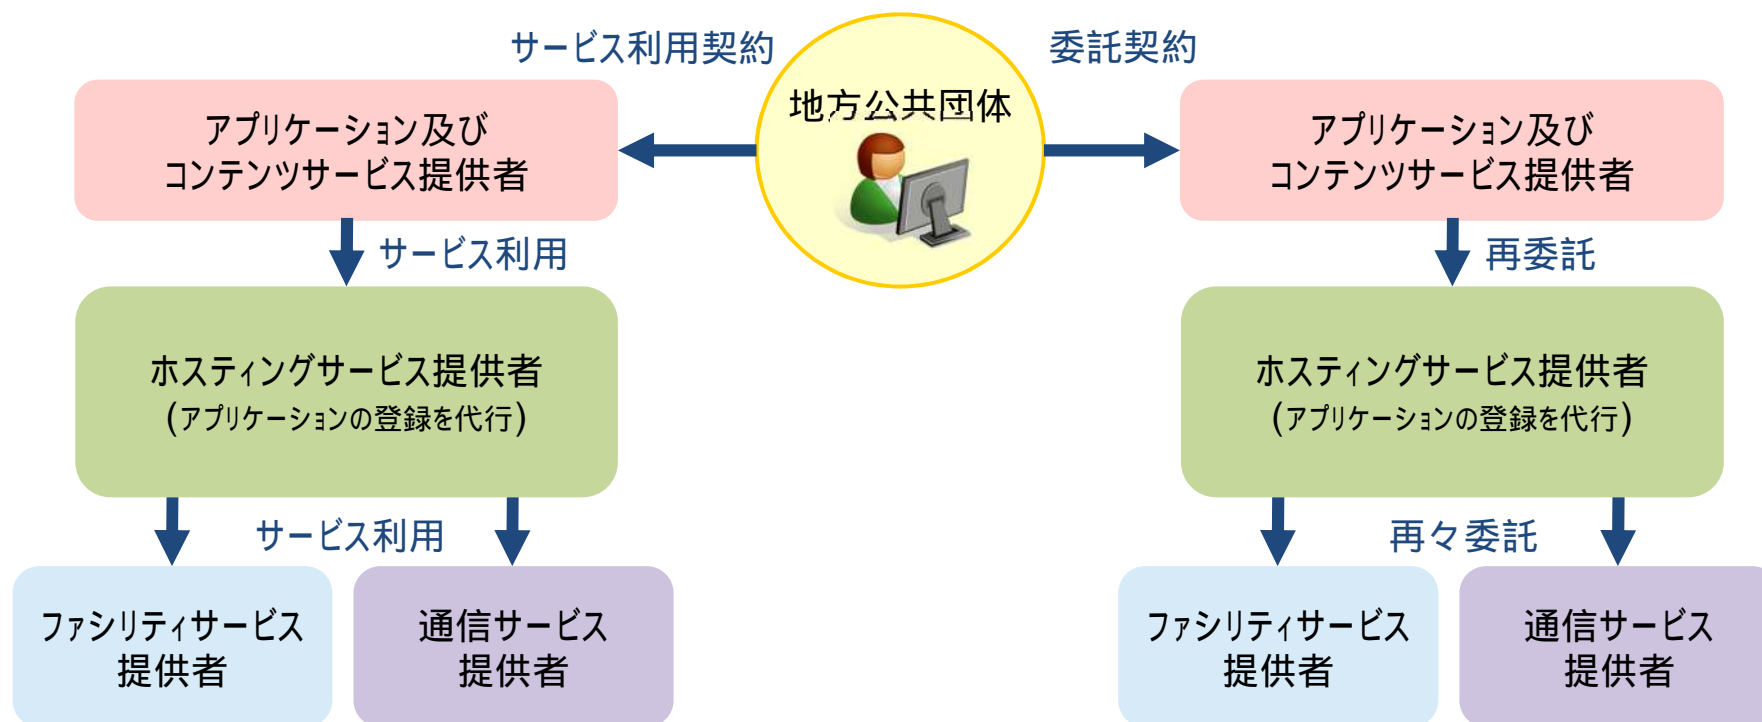 サービス利用契約
委託契約
地方公共団体
アプリケーション及び
コンテンツサービス提供者
アプリケーション及び
コンテンツサービス提供者
サービス利用
再委託
ホスティングサービス提供者
(アプリケーションの登録を代行)
ホスティングサービス提供者
(アプリケーションの登録を代行)
サービス利用
再々委託
ファシリティサービス
提供者
通信サービス
提供者
ファシリティサービス
提供者
通信サービス
提供者